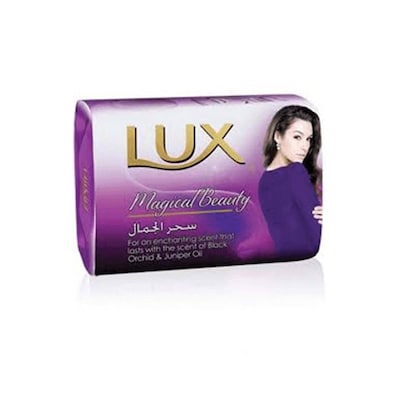 LUX
Magical Beauty
سحر الجمال
For an enchanting scent that
lasts with the scent of Black
Orchid & Juniper Oil